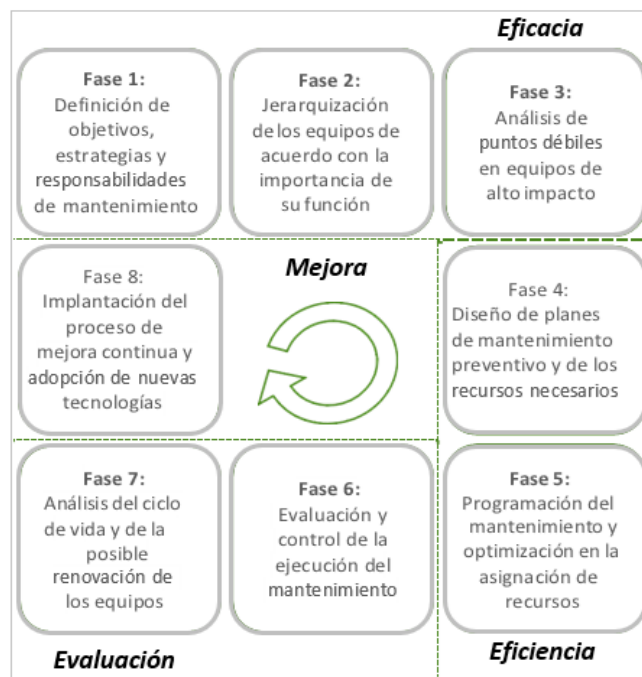 Eficacia
Fase 1:
Definición de
objetivos,
estrategias y
responsabilidades
de mantenimiento
Fase 2:
Jerarquización
de los equipos de
acuerdo con la
importancia de
su función
Fase 3:
Análisis de
puntos débiles
en equipos de
alto impacto
Fase 8:
Implantación del
proceso de
mejora continua y
adopción de nuevas
tecnologías
Mejora
Fase 4:
Diseño de planes
de mantenimiento
preventivo y de los
recursos necesarios
Fase 7:
Análisis del ciclo
de vida y de la
posible
renovación de
los equipos
Fase 6:
Evaluación y
control de la
ejecución del
mantenimiento
Fase 5:
Programación del
mantenimiento y
optimización en la
asignación de
recursos
Evaluación
Eficiencia